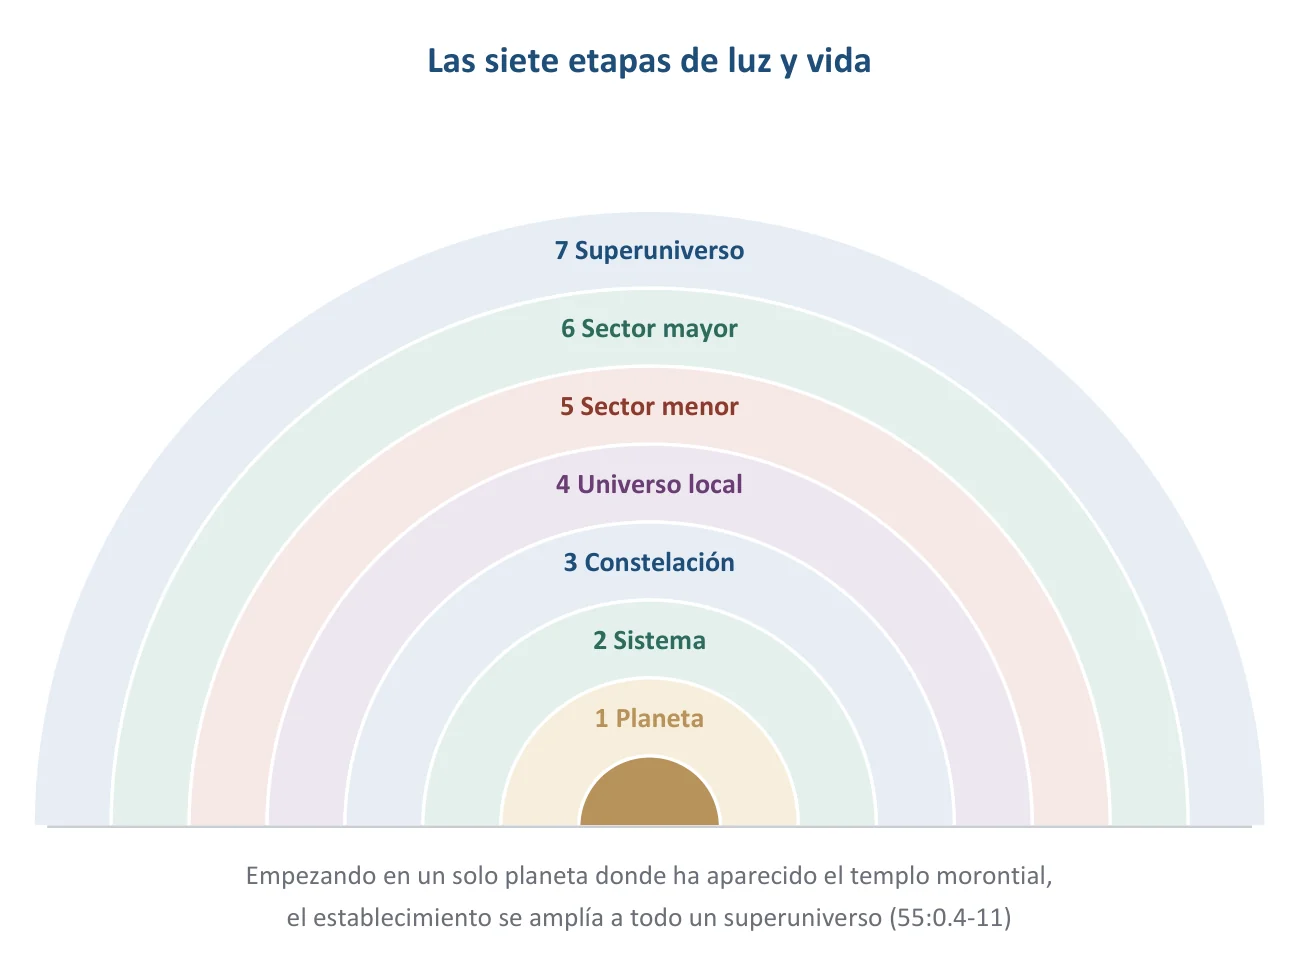 Las siete etapas de luz y vida
7 Superuniverso
6 Sector mayor
5 Sector menor
4 Universo local
3 Constelación
2 Sistema
1 Planeta
Empezando en un solo planeta donde ha aparecido el templo morontial,
el establecimiento se amplía a todo un superuniverso (55:0.4-11)